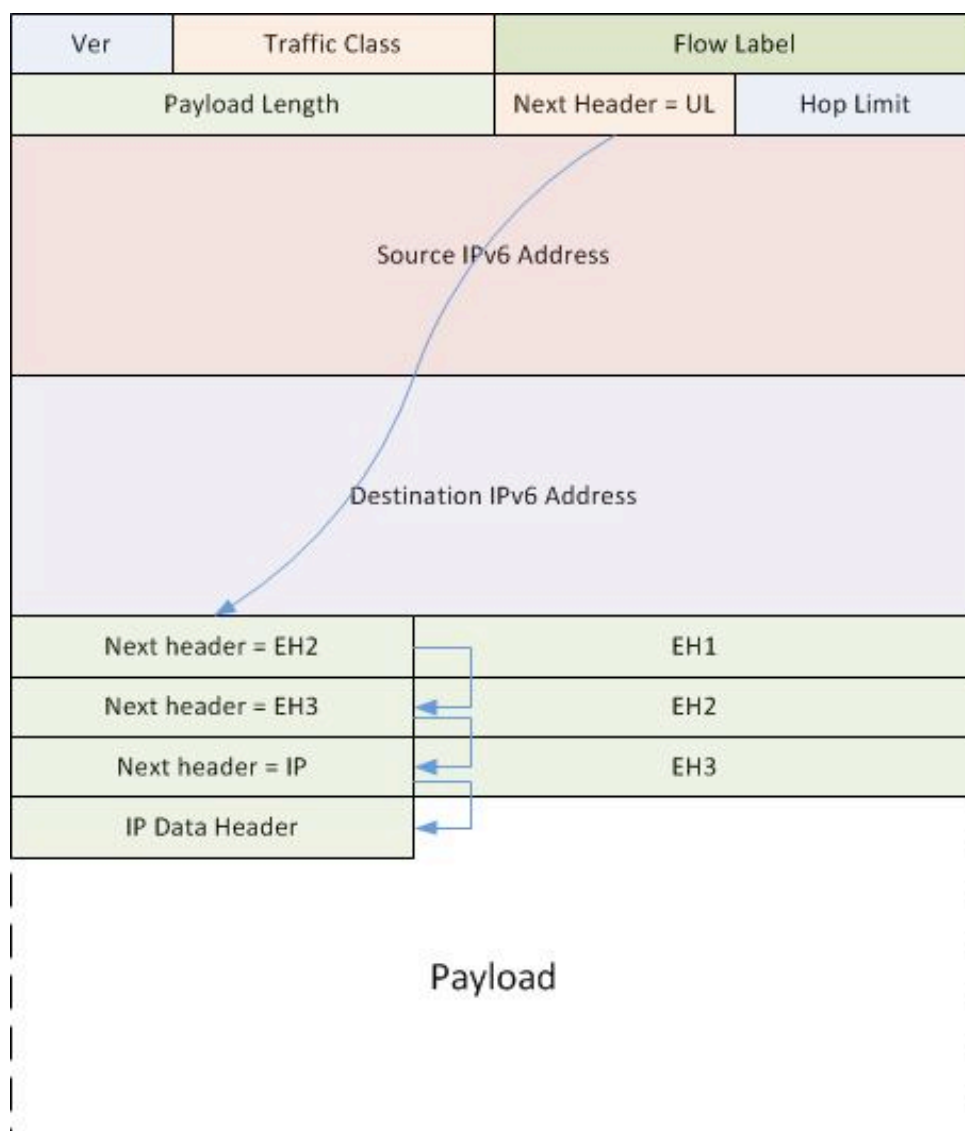 Ver
Traffic Class
Flow Label
Payload Length
Next Header = UL
Hop Limit
Source IPv6 Address
Destination IPv6 Address
Next header = EH2
EH1
Next header = EH3
EH2
Next header = IP
EH3
IP Data Header
Payload